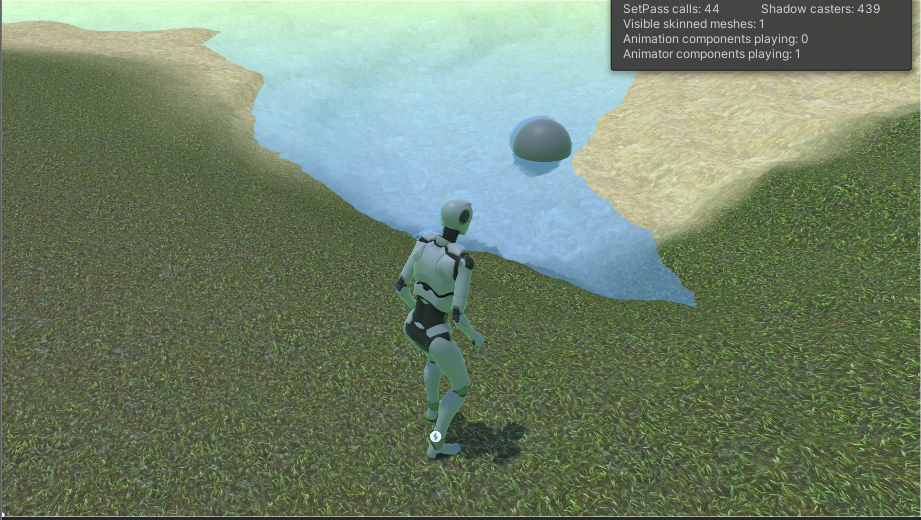 SetPass calls: 44 Shadow casters: 439
Visible skinned meshes: 1
Animation components playing: 0
Animator components playing: 1